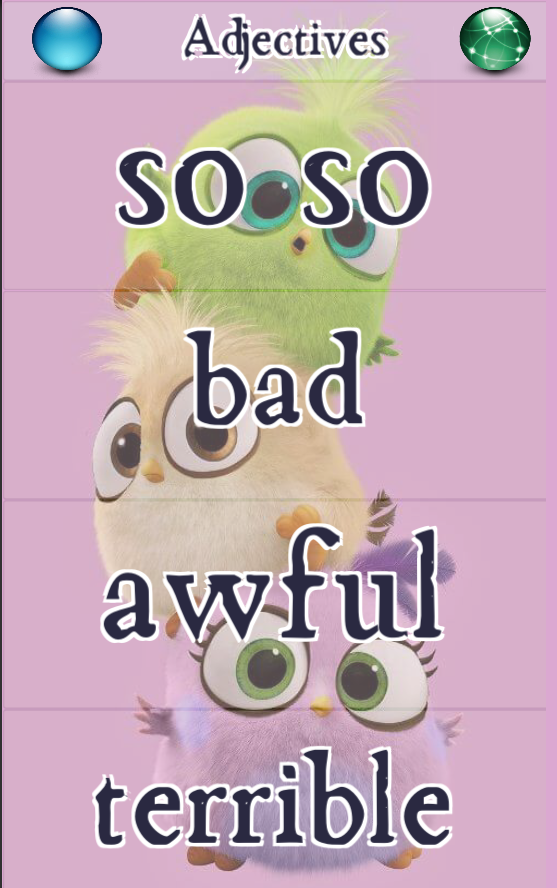 Adjectives
so so
bad
awful
terrible